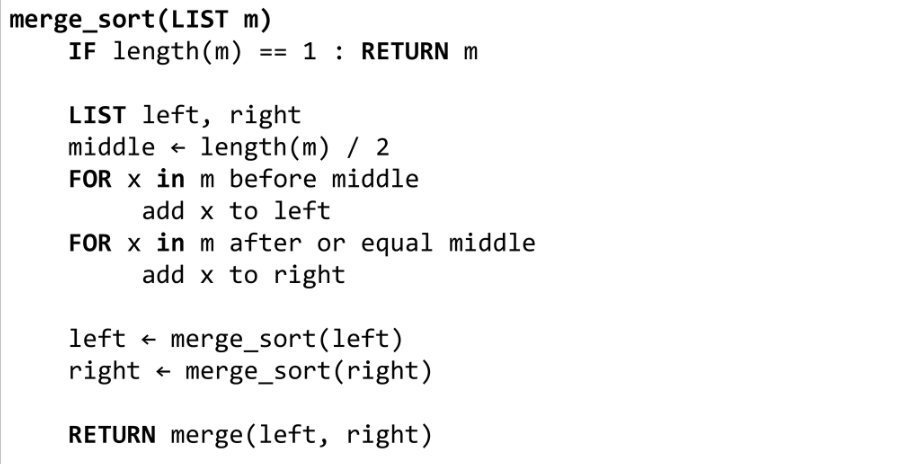 merge_sort(LIST m)
IF length(m) == 1 : RETURN m
LIST left, right
middle ← length(m) / 2
FOR x in m before middle
add x to left
FOR x in m after or equal middle
add x to right
left ← merge_sort(left)
right ← merge_sort(right)
RETURN merge(left, right)